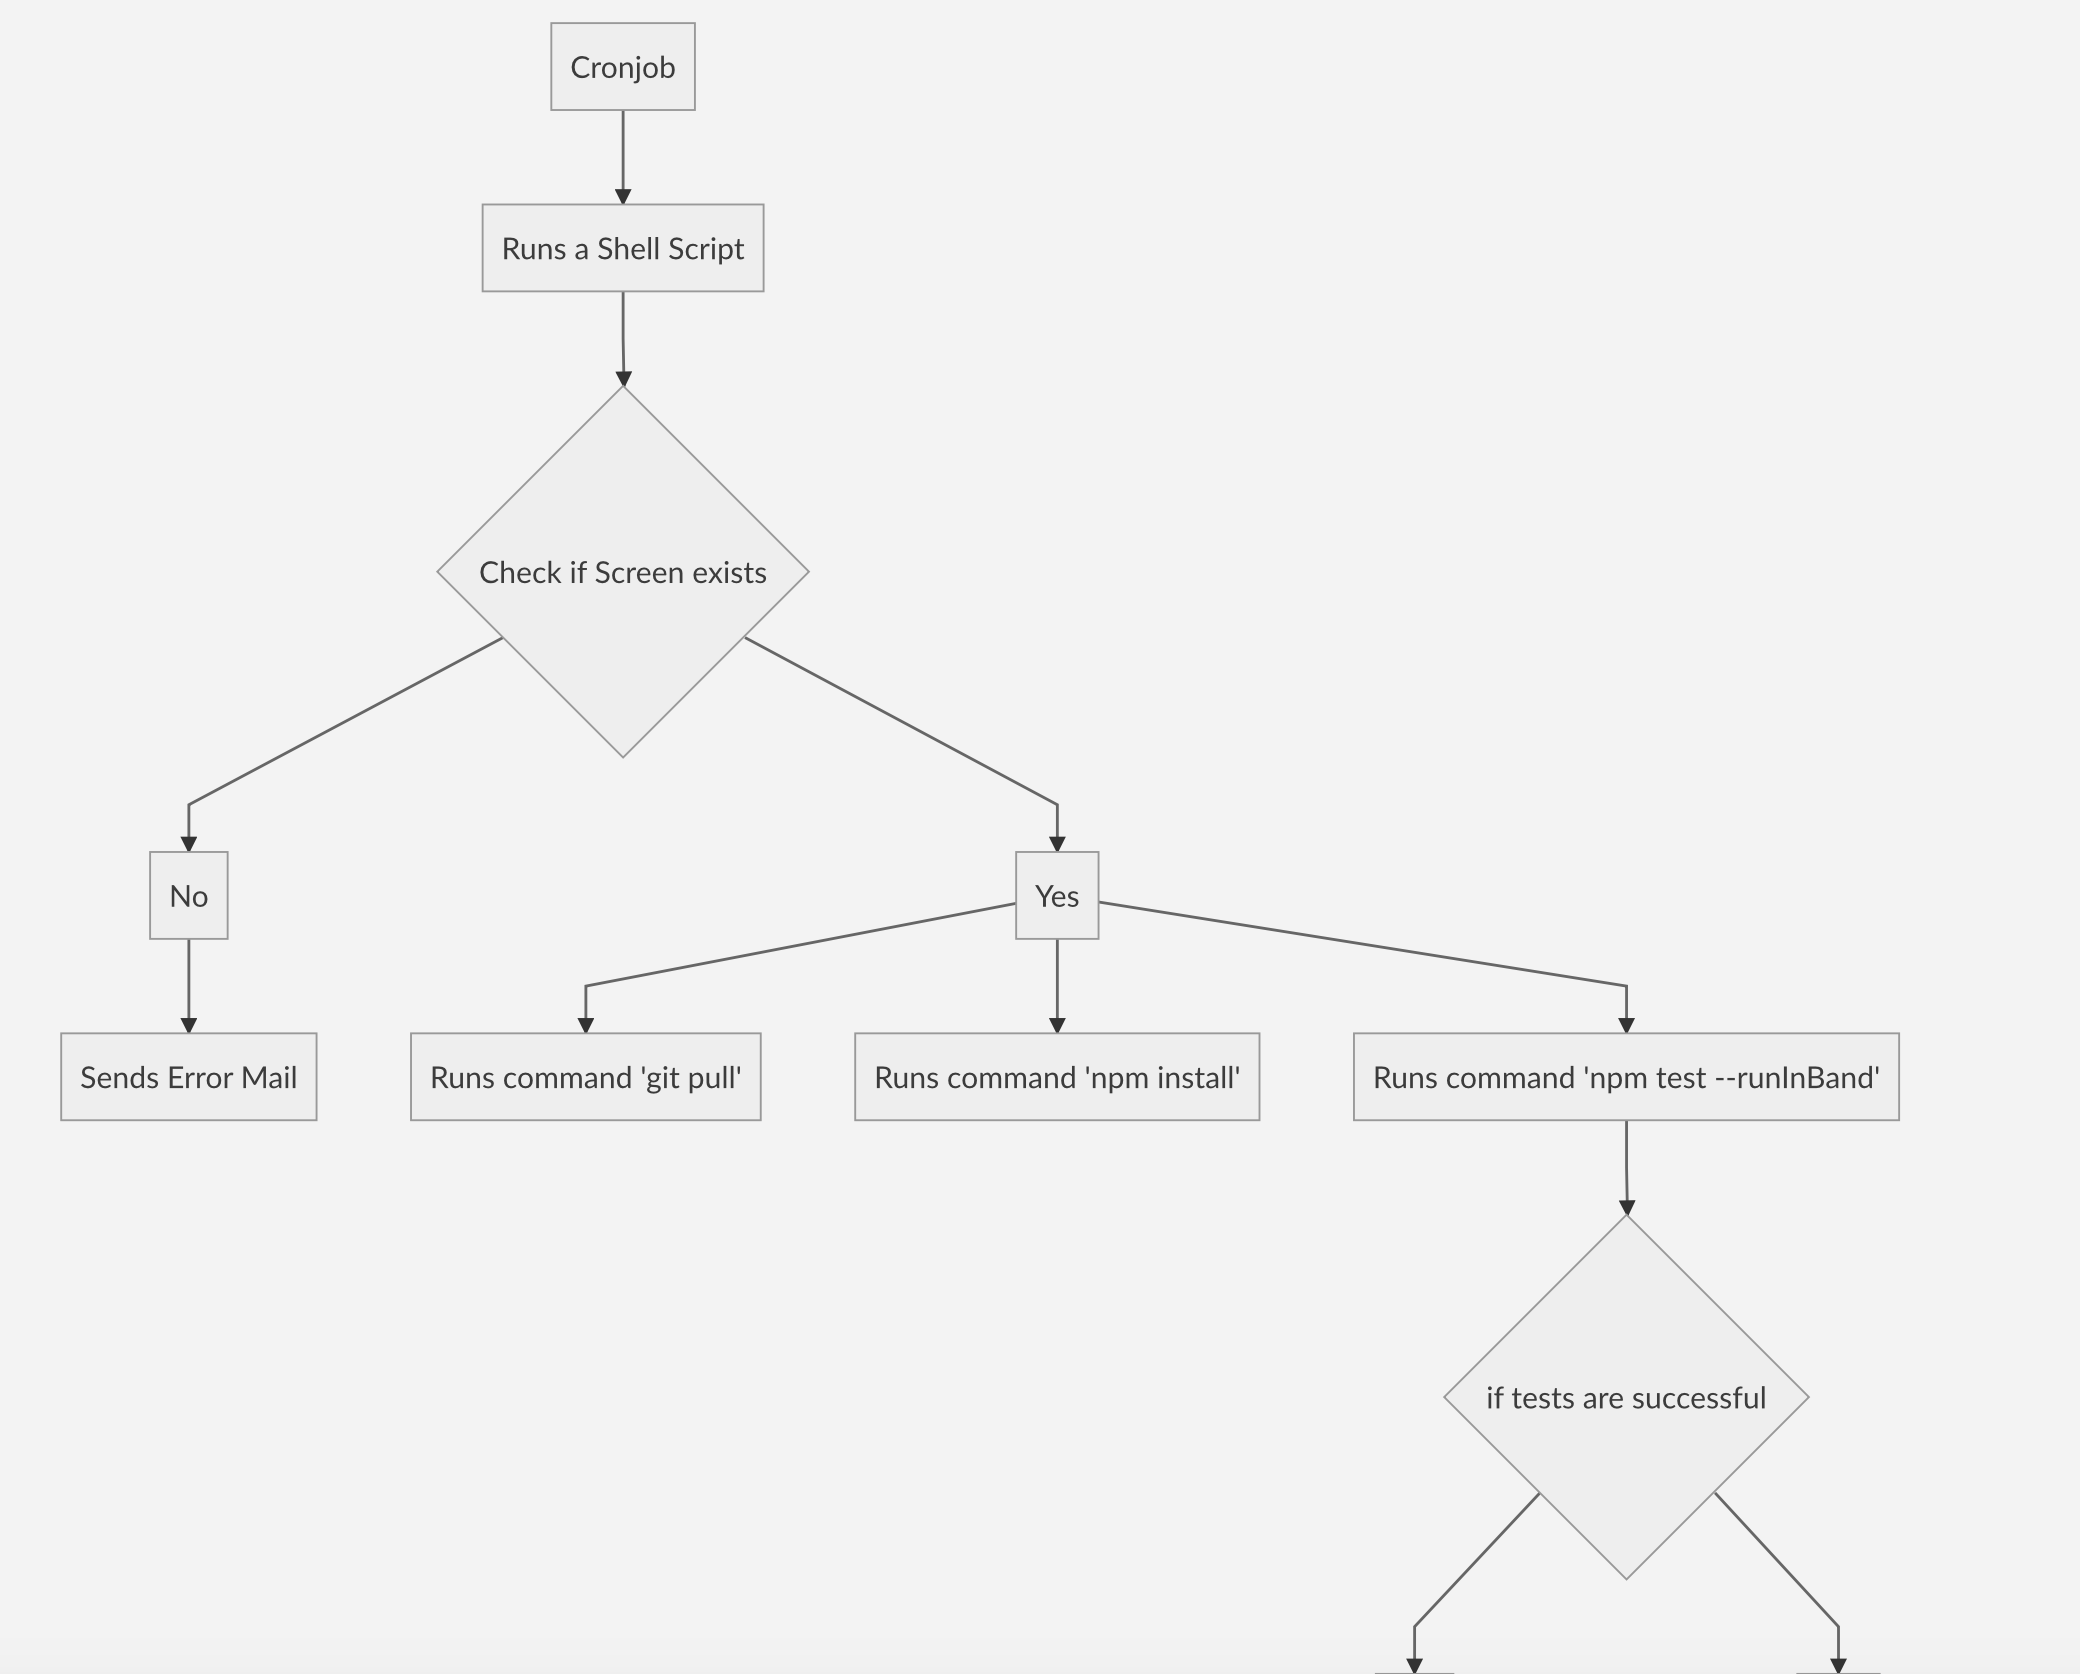 Cronjob
Runs a Shell Script
Check if Screen exists
No
Yes
Sends Error Mail
Runs command 'git pull'
Runs command 'npm install'
Runs command 'npm test --runInBand'
if tests are successful